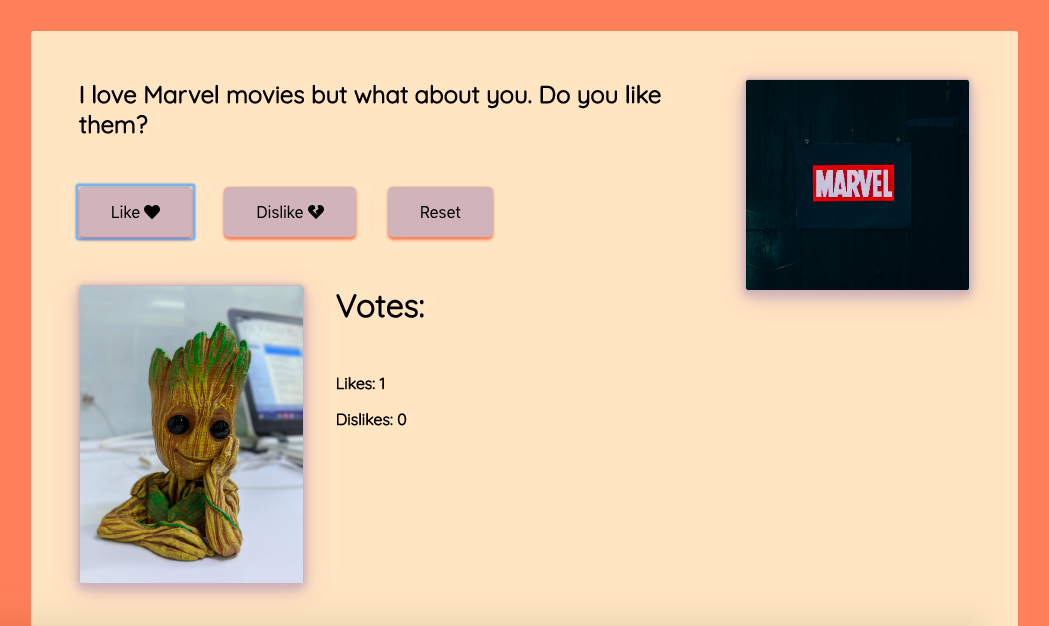 I love Marvel movies but what about you. Do you like
them?
MARVEL
Like
Dislike
Reset
Votes:
Likes: 1
Dislikes: 0